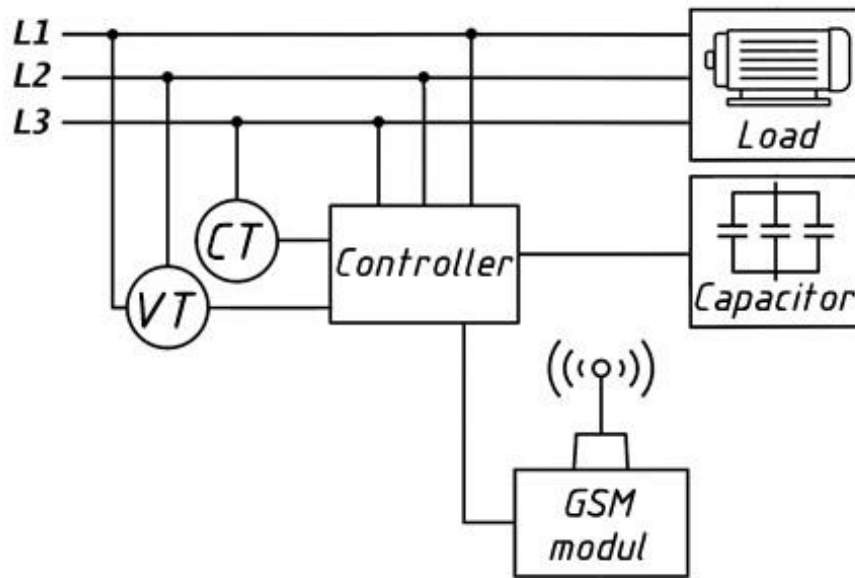 L1
L2
L3
Load
CT
Controller
VT
Capacitor
GSM
modul